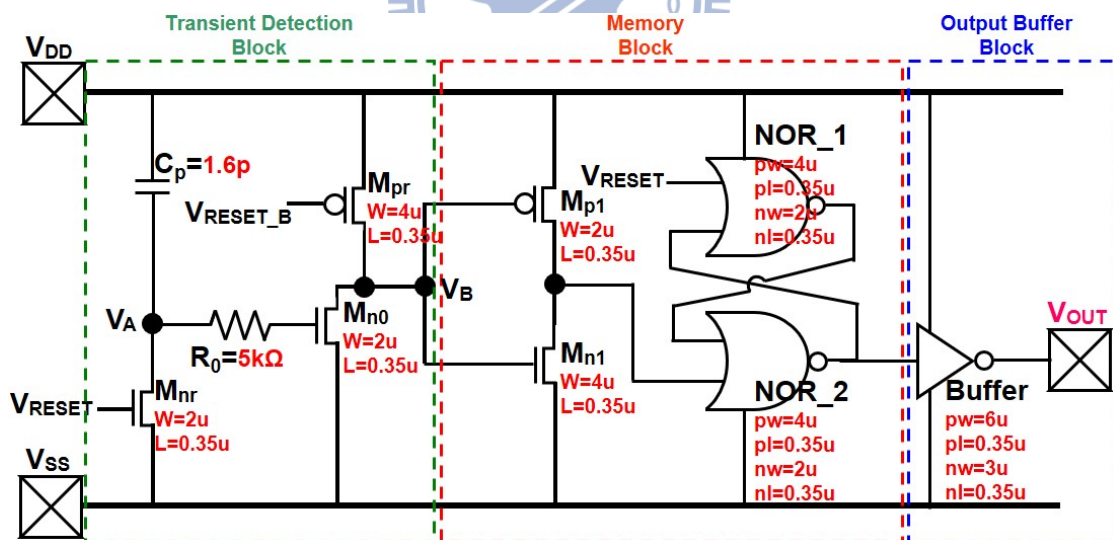 Transient Detection
Block
Memory
Block
Output Buffer
Block
VDD
Cp=1.6p
VRESET_B
Mpr
W=4u
L=0.35u
VA
R0=5kΩ
Mn0
W=2u
L=0.35u
VRESET
Mnr
W=2u
L=0.35u
VSS
VB
Mp1
W=2u
L=0.35u
Mn1
W=4u
L=0.35u
VRESET
NOR_1
pw=4u
pl=0.35u
nw=2u
nl=0.35u
NOR_2
pw=4u
pl=0.35u
nw=2u
nl=0.35u
Buffer
pw=6u
pl=0.35u
nw=3u
nl=0.35u
VOUT